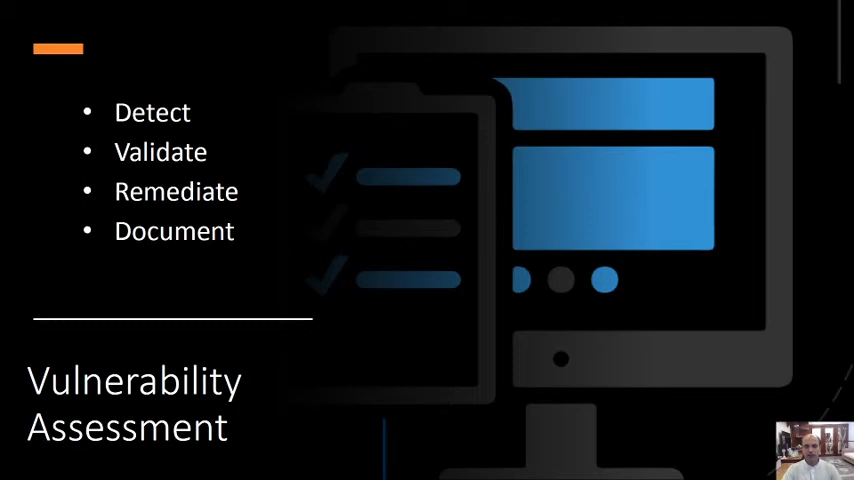 • Detect
• Validate
• Remediate
• Document
Vulnerability
Assessment